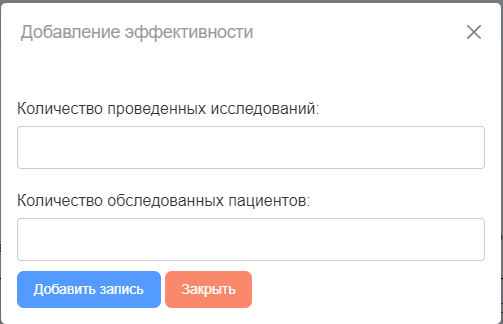 Добавление эффективности
Количество проведенных исследований:
Количество обследованных пациентов:
Добавить запись Закрыть